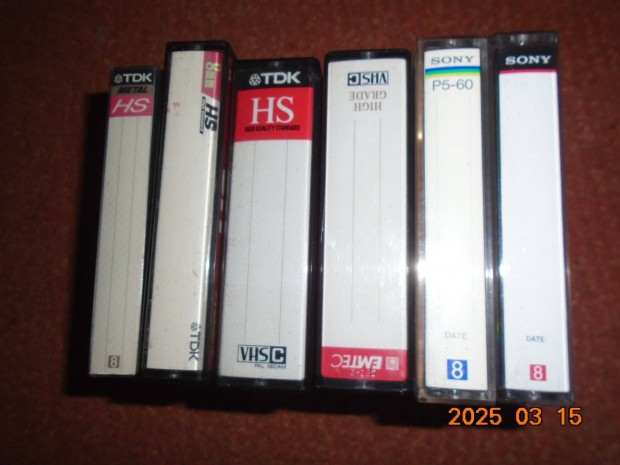 TDK
METAL
HS
8
HS
TDK
TDK
HS
HIGH QUALITY STANDARD
VHS C
PAL SECAM
VHS C
HIGH
GRADE
EMTEC
SONY
P5-60
DATE
8
SONY
DATE
8
2025 03 15